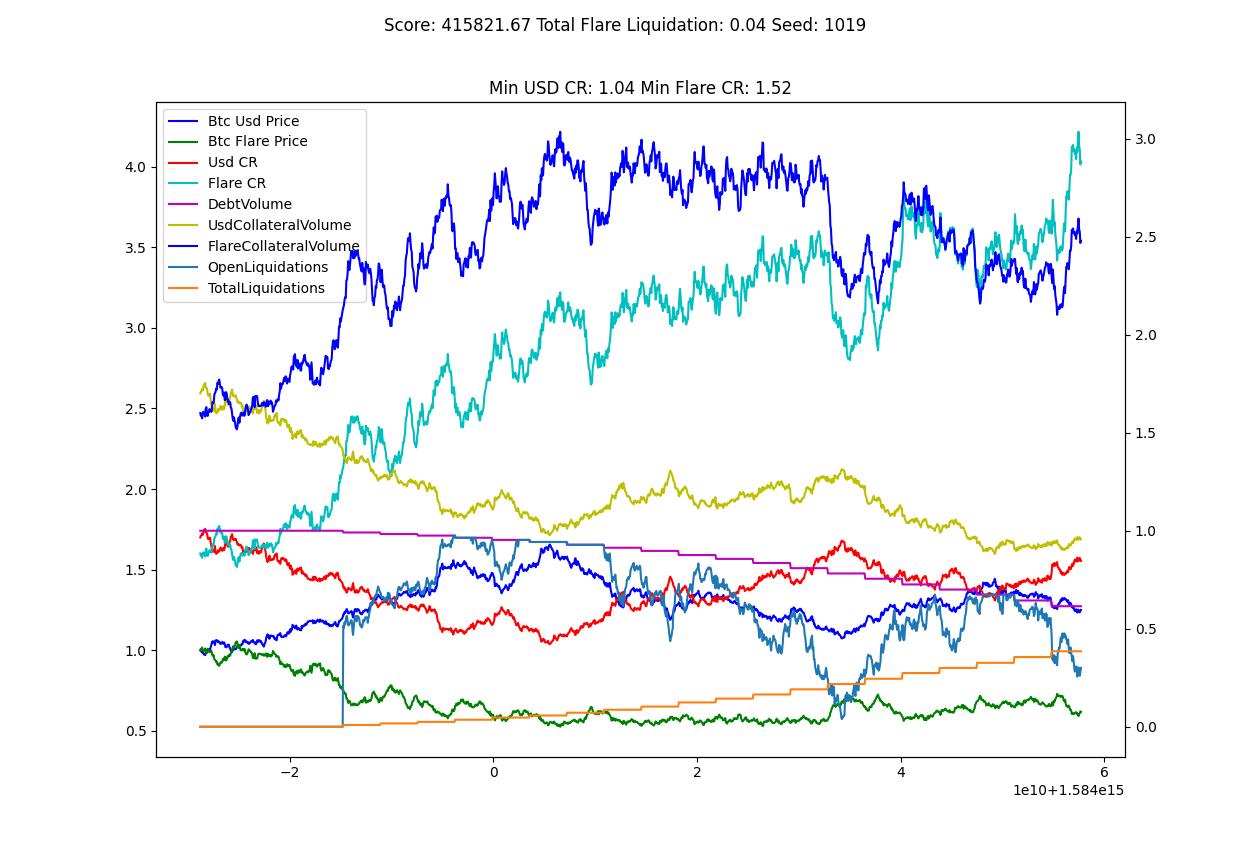 Score: 415821.67 Total Flare Liquidation: 0.04 Seed: 1019
Min USD CR: 1.04 Min Flare CR: 1.52
Btc Usd Price
Btc Flare Price
Usd CR
Flare CR
DebtVolume
UsdCollateralVolume
FlareCollateralVolume
OpenLiquidations
TotalLiquidations
4.0
3.5
3.0
2.5
2.0
1.5
1.0
0.5
3.0
2.5
2.0
1.5
1.0
0.5
0.0
−2 0 2 4 6
1e10+1.584e15